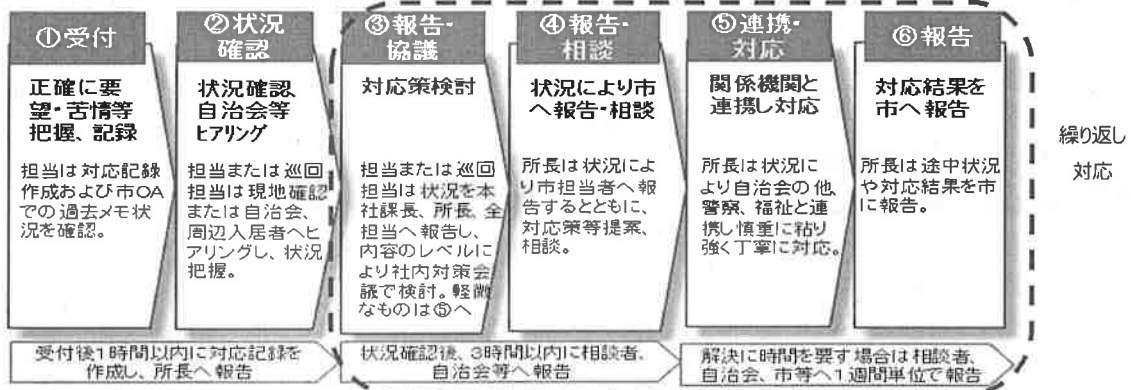 ①受付
正確に要
望・苦情等
把握、記録
担当は対応記録
作成および市OA
での過去メモ状
況を確認。
②状況
確認
状況確認、
自治会等
ヒアリング
担当または巡回
担当は現地確認
または自治会、
周辺入居者へヒ
アリングし、状況
把握。
③報告・
協議
対応策検討
担当または巡回
担当は状況を本
社課長、所長、全
担当へ報告し、
内容のレベルに
より社内対策会
議で検討。軽微
なものは⑤へ
④報告・
相談
状況により市
へ報告・相談
所長は状況によ
り市担当者へ報
告するとともに、
対応策等提案、
相談。
⑤連携・
対応
関係機関と
連携し対応
所長は状況に
より自治会の他、
警察、福祉と連
携し慎重に粘り
強く丁寧に対応。
⑥報告
対応結果を
市へ報告
所長は途中状況
や対応結果を市
に報告。
繰り返し
対応
受付後1時間以内に対応記録を
作成し、所長へ報告
状況確認後、3時間以内に相談者、
自治会等へ報告
解決に時間を要す場合は相談者、
自治会、市等へ1週間単位で報告